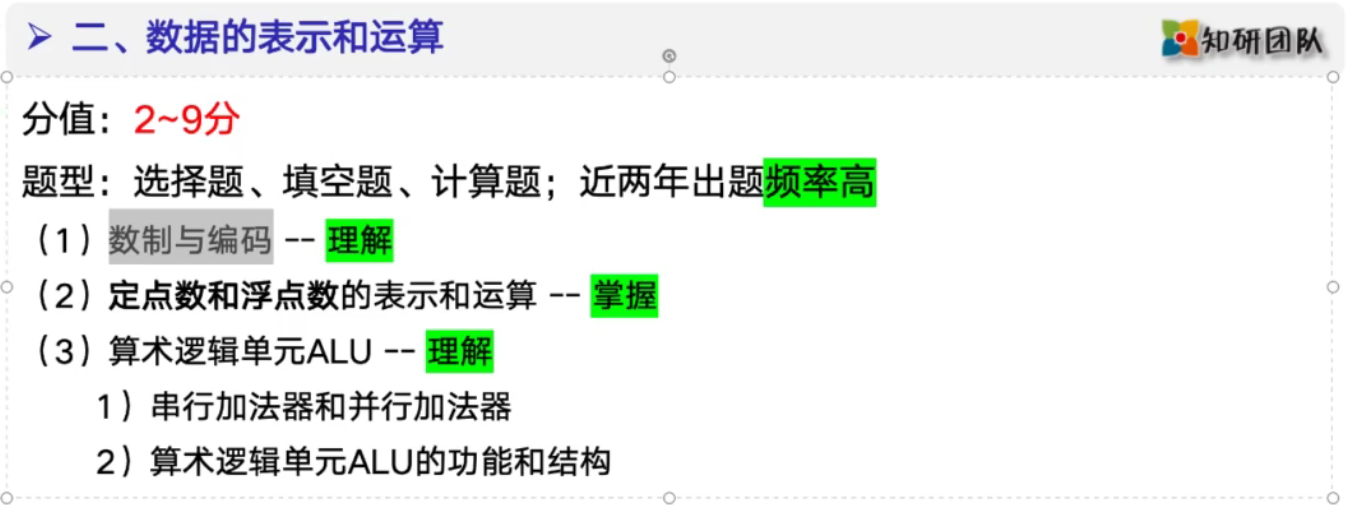 ➢ 二、数据的表示和运算
知研团队
分值：2~9分
题型：选择题、填空题、计算题；近两年出题频率高
（1）数制与编码 -- 理解
（2）定点数和浮点数的表示和运算 -- 掌握
（3）算术逻辑单元ALU -- 理解
1）串行加法器和并行加法器
2）算术逻辑单元ALU的功能和结构